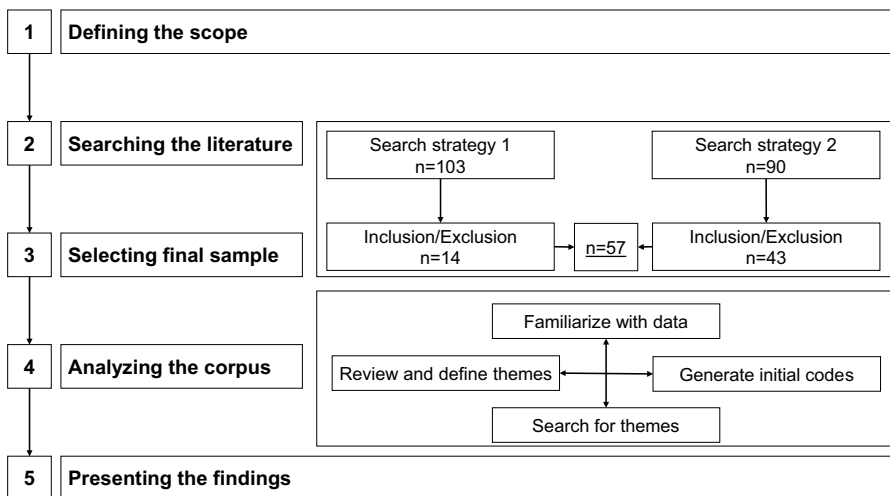 1
Defining the scope
2
Searching the literature
Search strategy 1
n=103
Search strategy 2
n=90
3
Selecting final sample
Inclusion/Exclusion
n=14
n=57
Inclusion/Exclusion
n=43
4
Analyzing the corpus
Familiarize with data
Review and define themes
Generate initial codes
Search for themes
5
Presenting the findings